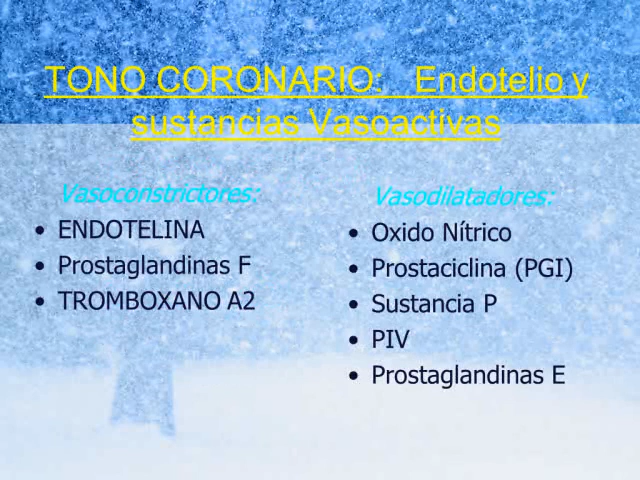 TONO CORONARIO: Endotelio y
sustancias Vasoactivas
Vasoconstrictores:
• ENDOTELINA
• Prostaglandinas F
• TROMBOXANO A2
Vasodilatadores:
• Oxido Nítrico
• Prostaciclina (PGI)
• Sustancia P
• PIV
• Prostaglandinas E